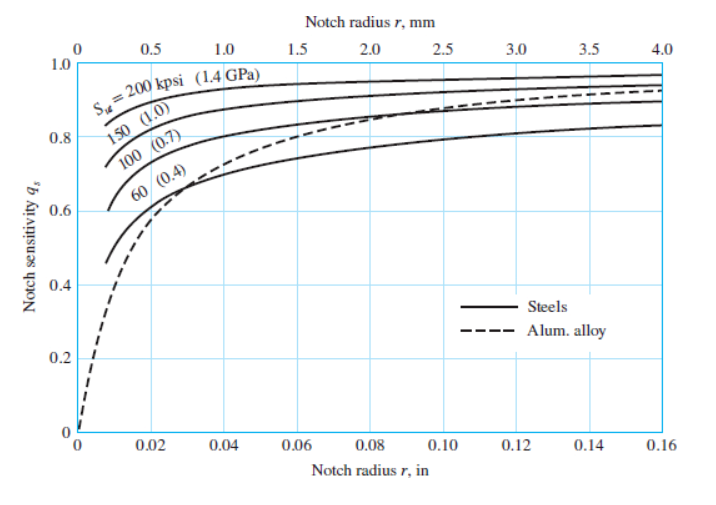 Notch radius r, mm
0 0.5 1.0 1.5 2.0 2.5 3.0 3.5 4.0
1.0
0.8
0.6
0.4
0.2
0
Notch sensitivity qs
Sut = 200 kpsi (1.4 GPa)
150 (1.0)
100 (0.7)
60 (0.4)
Steels
Alum. alloy
0 0.02 0.04 0.06 0.08 0.10 0.12 0.14 0.16
Notch radius r, in